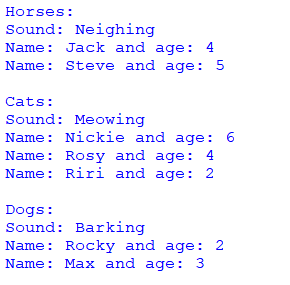 Horses:
Sound: Neighing
Name: Jack and age: 4
Name: Steve and age: 5

Cats:
Sound: Meowing
Name: Nickie and age: 6
Name: Rosy and age: 4
Name: Riri and age: 2

Dogs:
Sound: Barking
Name: Rocky and age: 2
Name: Max and age: 3